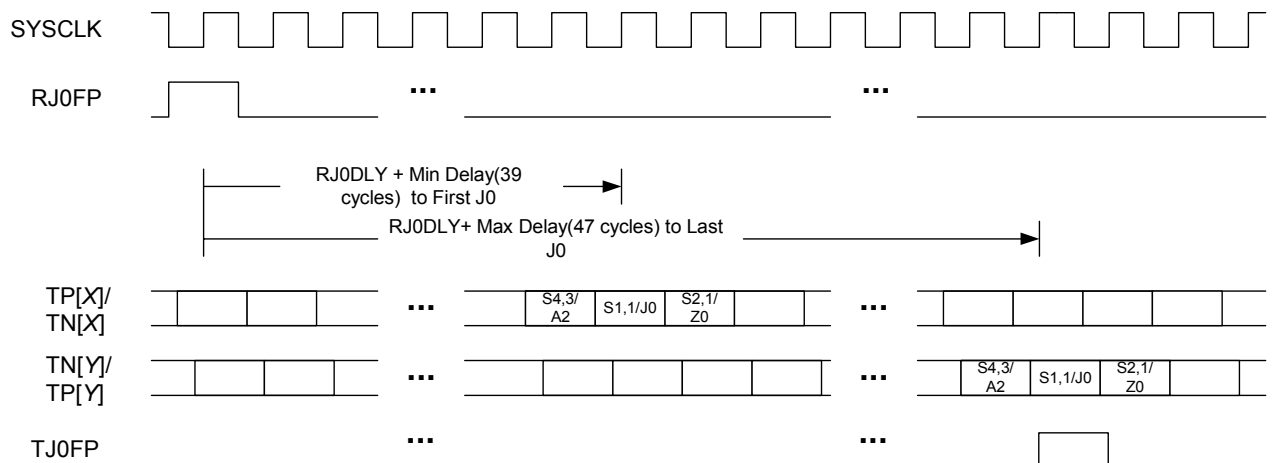 SYSCLK
RJ0FP
... ...
RJ0DLY + Min Delay(39
cycles) to First J0
RJ0DLY+ Max Delay(47 cycles) to Last
J0
TP[X]/
TN[X]
...
S4,3/
A2
S1,1/J0
S2,1/
Z0
...
TN[Y]/
TP[Y]
... ...
S4,3/
A2
S1,1/J0
S2,1/
Z0
TJ0FP
... ...